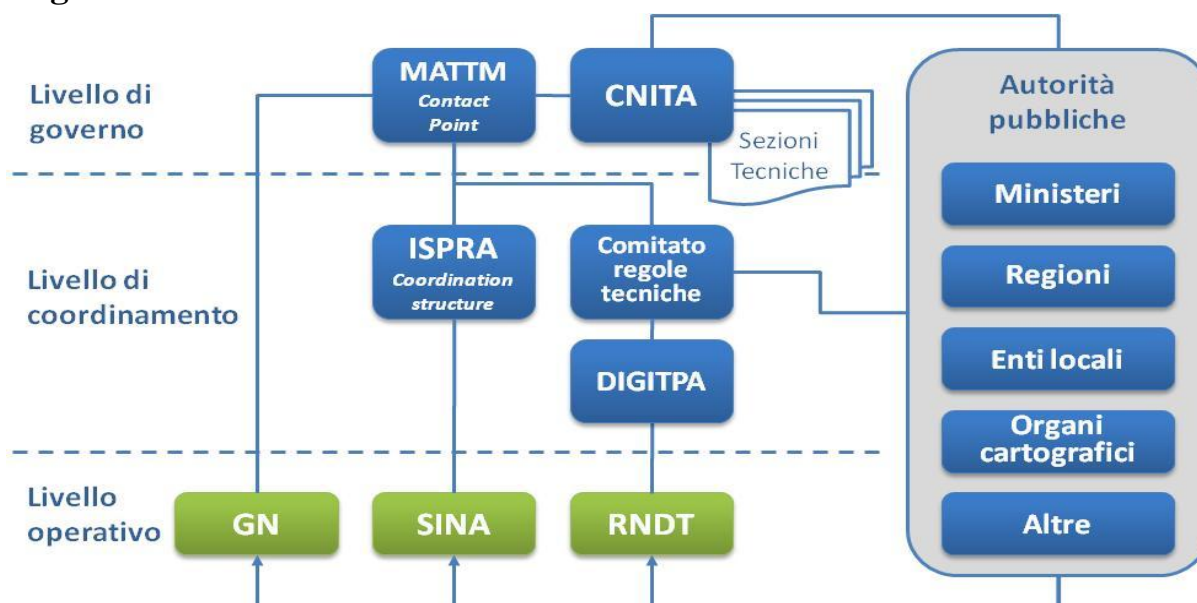 Livello di
governo
MATTM
Contact
Point
CNITA
Sezioni
Tecniche
Autorità
pubbliche
Ministeri
Regioni
Enti locali
Organi
cartografici
Altre
Livello di
coordinamento
ISPRA
Coordination
structure
Comitato
regole
tecniche
DIGITPA
Livello
operativo
GN
SINA
RNDT